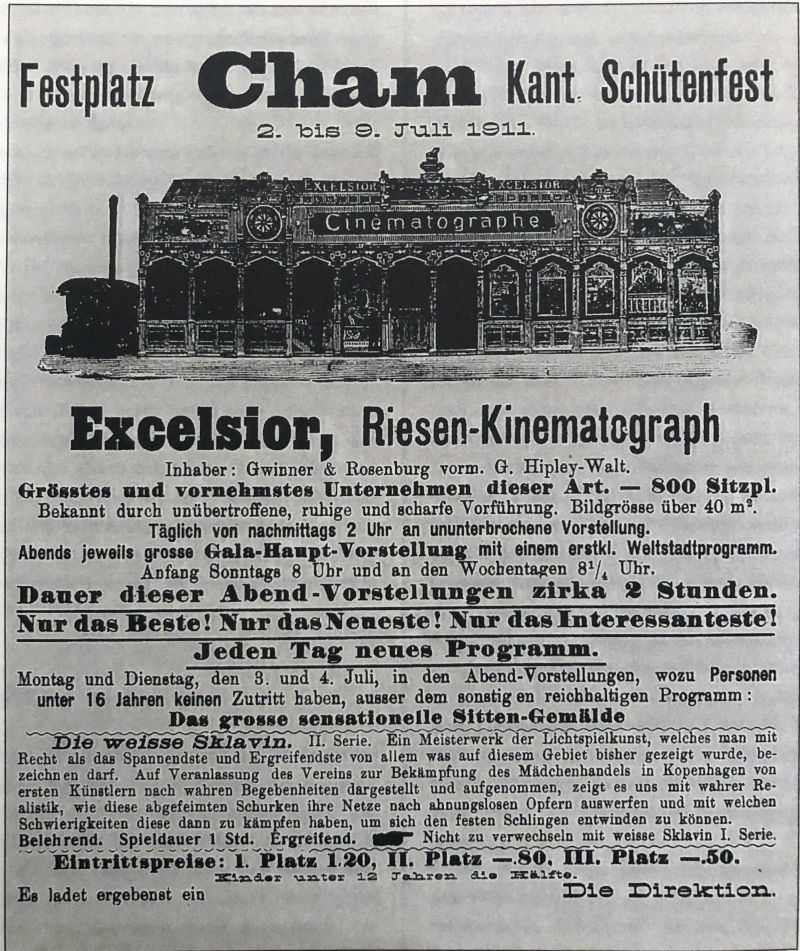 Festplatz Cham Kant. Schütenfest
2. bis 9. Juli 1911.
EXCELSIOR EXCELSIOR
Cinématographe
Excelsior, Riesen-Kinematograph
Inhaber: Gwinner & Rosenburg vorm. G. Hipley-Walt.
Grösstes und vornehmstes Unternehmen dieser Art. — 800 Sitzpl.
Bekannt durch unübertroffene, ruhige und scharfe Vorführung. Bildgrösse über 40 m².
Täglich von nachmittags 2 Uhr an ununterbrochene Vorstellung.
Abends jeweils grosse Gala-Haupt-Vorstellung mit einem erstkl. Weltstadtprogramm.
Anfang Sonntags 8 Uhr und an den Wochentagen 8¹/₄ Uhr.
Dauer dieser Abend-Vorstellungen zirka 2 Stunden.
Nur das Beste! Nur das Neueste! Nur das Interessanteste!
Jeden Tag neues Programm.
Montag und Dienstag, den 3. und 4. Juli, in den Abend-Vorstellungen, wozu Personen
unter 16 Jahren keinen Zutritt haben, ausser dem sonstigen reichhaltigen Programm:
Das grosse sensationelle Sitten-Gemälde
Die weisse Sklavin. II. Serie. Ein Meisterwerk der Lichtspielkunst, welches man mit
Recht als das Spannendste und Ergreifendste von allem was auf diesem Gebiet bisher gezeigt wurde, be-
zeichnen darf. Auf Veranlassung des Vereins zur Bekämpfung des Mädchenhandels in Kopenhagen von
ersten Künstlern nach wahren Begebenheiten dargestellt und aufgenommen, zeigt es uns mit wahrer Re-
alistik, wie diese abgefeimten Schurken ihre Netze nach ahnungslosen Opfern auswerfen und mit welchen
Schwierigkeiten diese dann zu kämpfen haben, um sich den festen Schlingen entwinden zu können.
Belehrend. Spieldauer 1 Std. Ergreifend. Nicht zu verwechseln mit weisse Sklavin I. Serie.
Eintrittspreise: 1. Platz 1.20, II. Platz —.80, III. Platz —.50.
Kinder unter 12 Jahren die Hälfte.
Es ladet ergebenst ein Die Direktion.